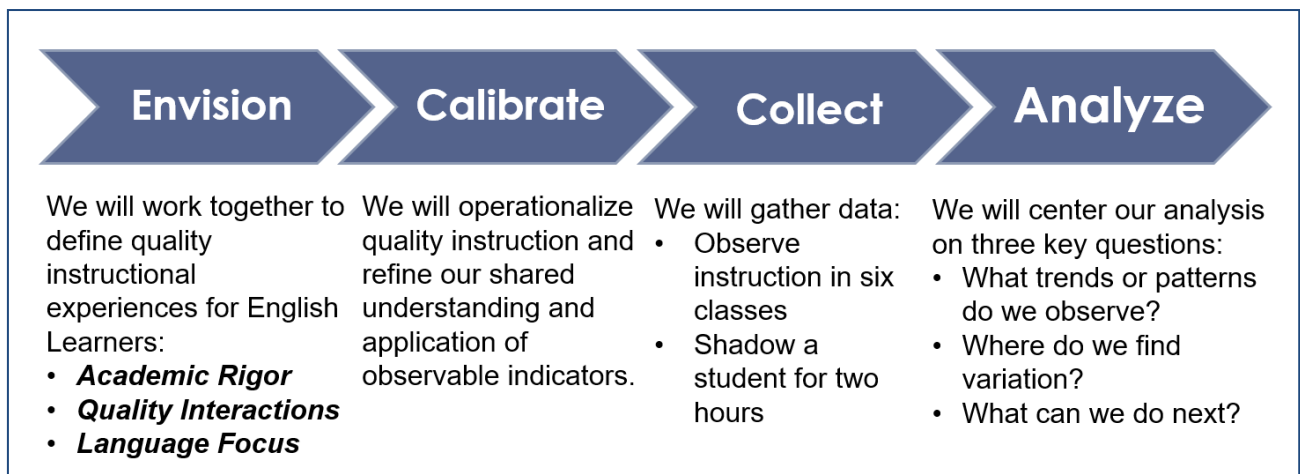 Envision
Calibrate
Collect
Analyze
We will work together to
define quality
instructional
experiences for English
Learners:
• Academic Rigor
• Quality Interactions
• Language Focus
We will operationalize
quality instruction and
refine our shared
understanding and
application of
observable indicators.
We will gather data:
• Observe
instruction in six
classes
• Shadow a
student for two
hours
We will center our analysis
on three key questions:
• What trends or patterns
do we observe?
• Where do we find
variation?
• What can we do next?